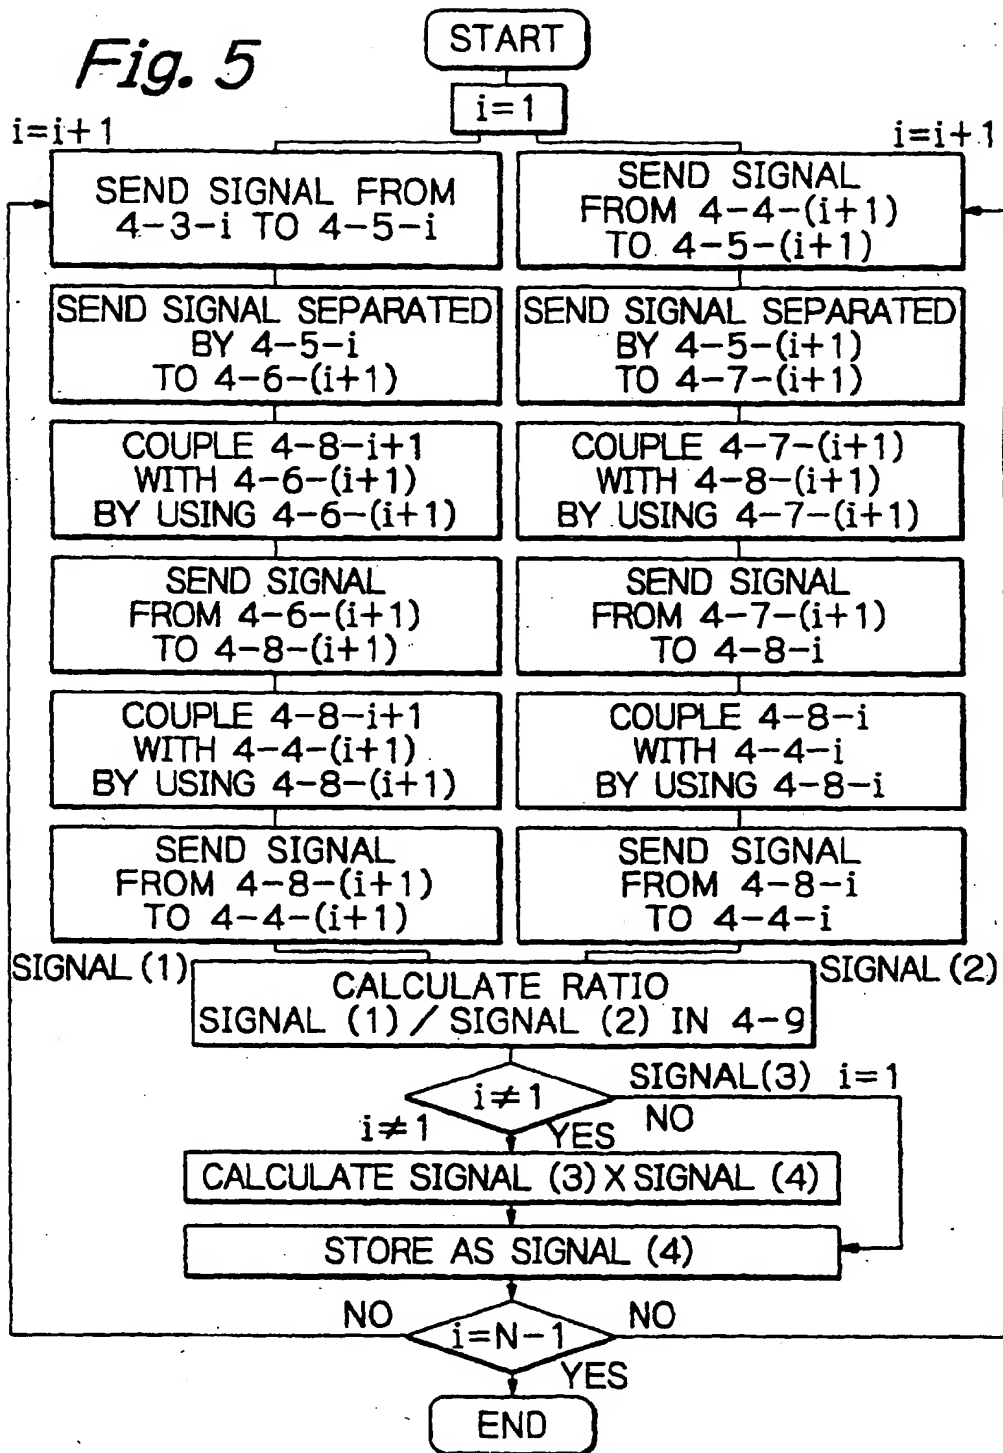 Fig. 5
START
i=1
i=i+1
i=i+1
SEND SIGNAL FROM
4-3-i TO 4-5-i
SEND SIGNAL
FROM 4-4-(i+1)
TO 4-5-(i+1)
SEND SIGNAL SEPARATED
BY 4-5-i
TO 4-6-(i+1)
SEND SIGNAL SEPARATED
BY 4-5-(i+1)
TO 4-7-(i+1)
COUPLE 4-8-i+1
WITH 4-6-(i+1)
BY USING 4-6-(i+1)
COUPLE 4-7-(i+1)
WITH 4-8-(i+1)
BY USING 4-7-(i+1)
SEND SIGNAL
FROM 4-6-(i+1)
TO 4-8-(i+1)
SEND SIGNAL
FROM 4-7-(i+1)
TO 4-8-i
COUPLE 4-8-i+1
WITH 4-4-(i+1)
BY USING 4-8-(i+1)
COUPLE 4-8-i
WITH 4-4-i
BY USING 4-8-i
SEND SIGNAL
FROM 4-8-(i+1)
TO 4-4-(i+1)
SEND SIGNAL
FROM 4-8-i
TO 4-4-i
SIGNAL (1)
SIGNAL (2)
CALCULATE RATIO
SIGNAL (1) / SIGNAL (2) IN 4-9
i≠1
SIGNAL(3) i=1
NO
i≠1
YES
CALCULATE SIGNAL (3) X SIGNAL (4)
STORE AS SIGNAL (4)
NO
i=N-1
NO
YES
END